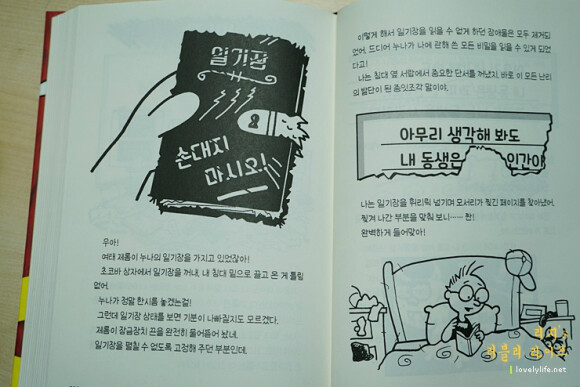 일기장
손대지
마시오!
우아!
여태 제롬이 누나의 일기장을 가지고 있었잖아!
초코바 상자에서 일기장을 꺼내, 내 침대 밑으로 끌고 온 게 틀림
없어.
누가가 정말 한시름 놓겠는걸!
그런데 일기장 상태를 보면 기분이 나빠질지도 모르겠다.
제롬이 잠금장치 끈을 완전히 물어뜯어 놨네.
일기장을 펼칠 수 없도록 고정해 주던 부분인데.
이렇게 해서 일기장을 읽을 수 없게 하던 장애물은 모두 제거되
었어. 드디어 누나가 나에 관해 쓴 모든 비밀을 읽을 수 있게 되었
다고!
나는 침대 옆 서랍에서 중요한 단서를 꺼냈지. 바로 이 모든 난리
의 발단이 된 종잇조각 말이야.
아무리 생각해 봐도
내 동생은 인간이
나는 일기장을 휘리릭 넘기며 모서리가 찢긴 페이지를 찾아냈어.
찢겨 나간 부분을 맞춰 보니…… 짠!
완벽하게 들어맞아!
리지's
러블리 라이프
lovelylife.net